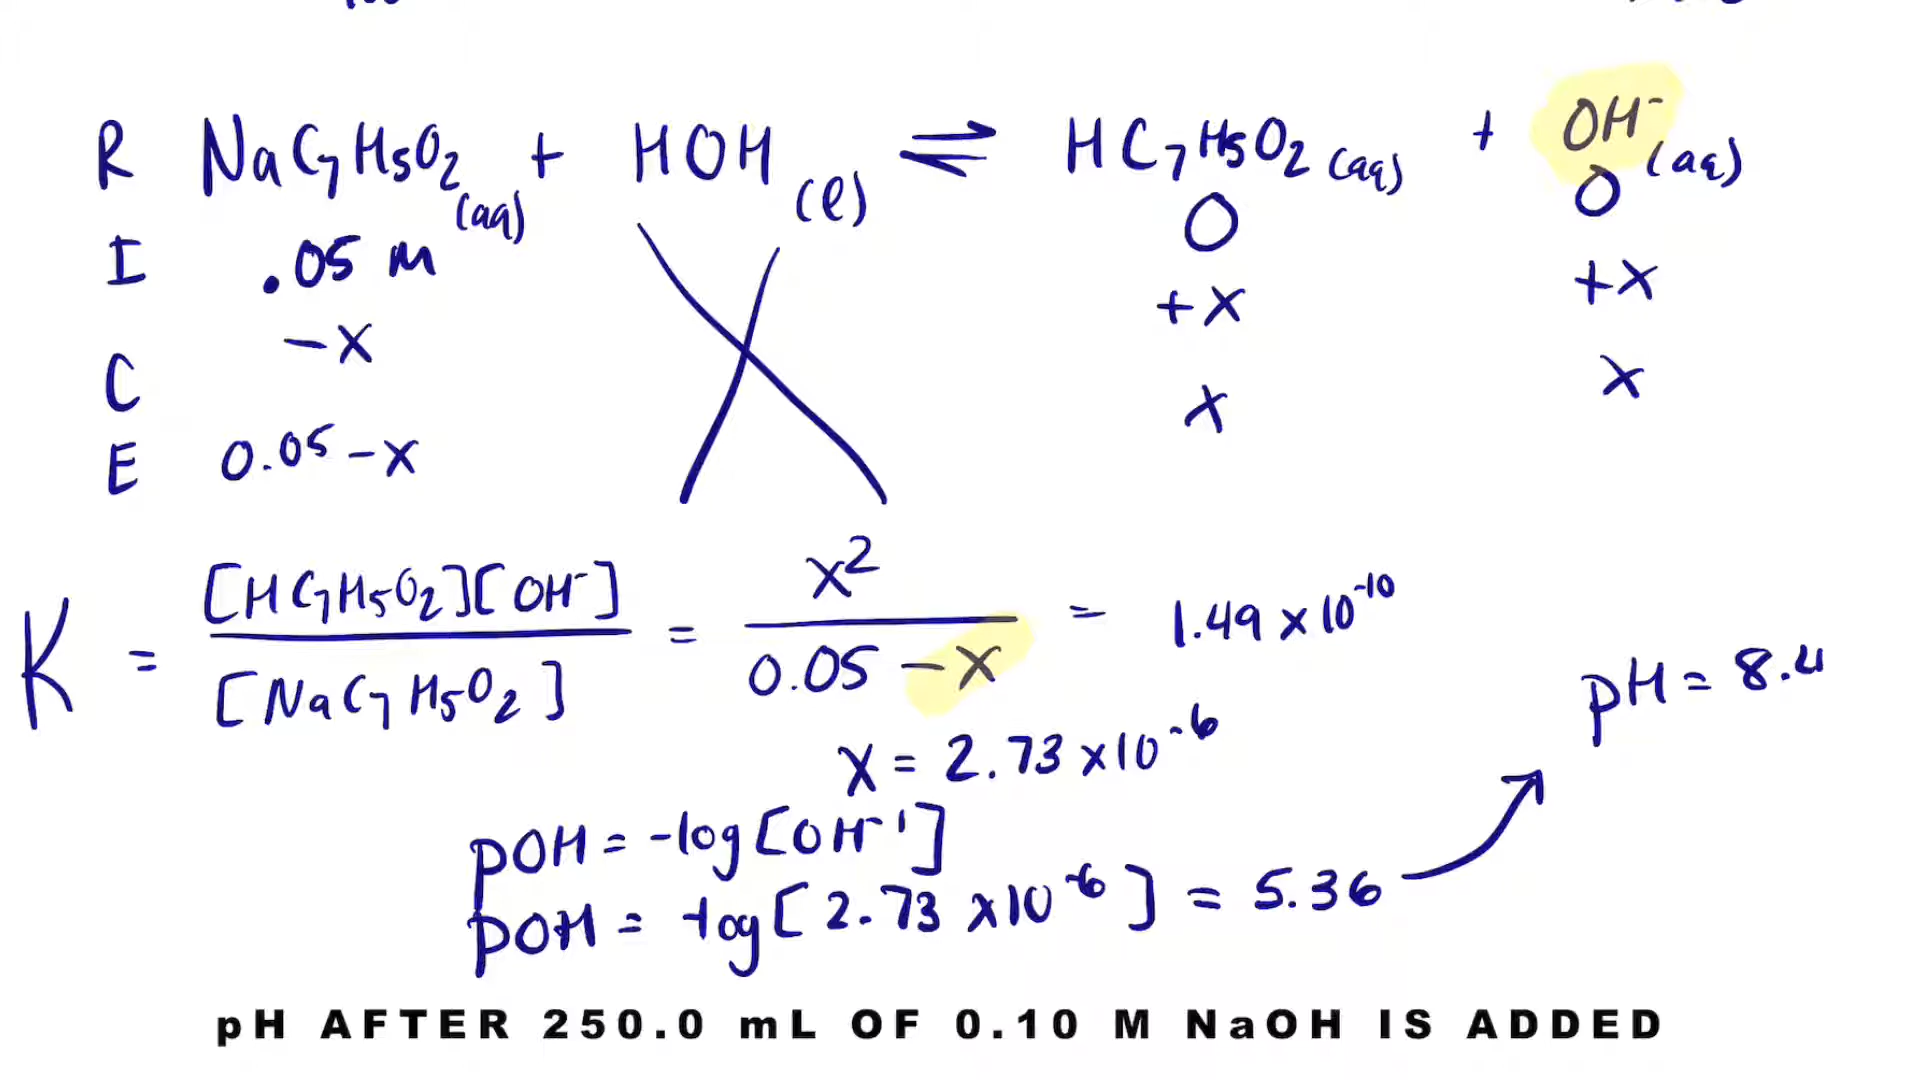 R NaC₇H₅O₂ (aq) + HOH (l) ⇌ HC₇H₅O₂ (aq) + OH⁻ (aq)
I .05 M 0 0
C -X +X +X
E 0.05 -X X X
K = [HC₇H₅O₂][OH⁻] / [NaC₇H₅O₂] = X² / 0.05 - X = 1.49 x 10⁻¹⁰
X = 2.73 x10⁻⁶
pH = 8.4
pOH = -log[OH⁻¹]
pOH = -log[2.73 x10⁻⁶] = 5.36
pH AFTER 250.0 mL OF 0.10 M NaOH IS ADDED